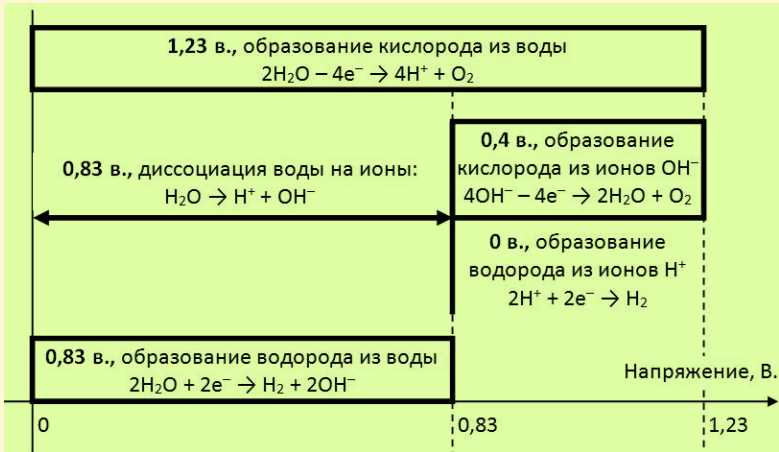 1,23 в., образование кислорода из воды
2H₂O – 4e⁻ → 4H⁺ + O₂
0,83 в., диссоциация воды на ионы:
H₂O → H⁺ + OH⁻
0,4 в., образование
кислорода из ионов OH⁻
4OH⁻ – 4e⁻ → 2H₂O + O₂
0 в., образование
водорода из ионов H⁺
2H⁺ + 2e⁻ → H₂
0,83 в., образование водорода из воды
2H₂O + 2e⁻ → H₂ + 2OH⁻
Напряжение, В.
0
0,83
1,23